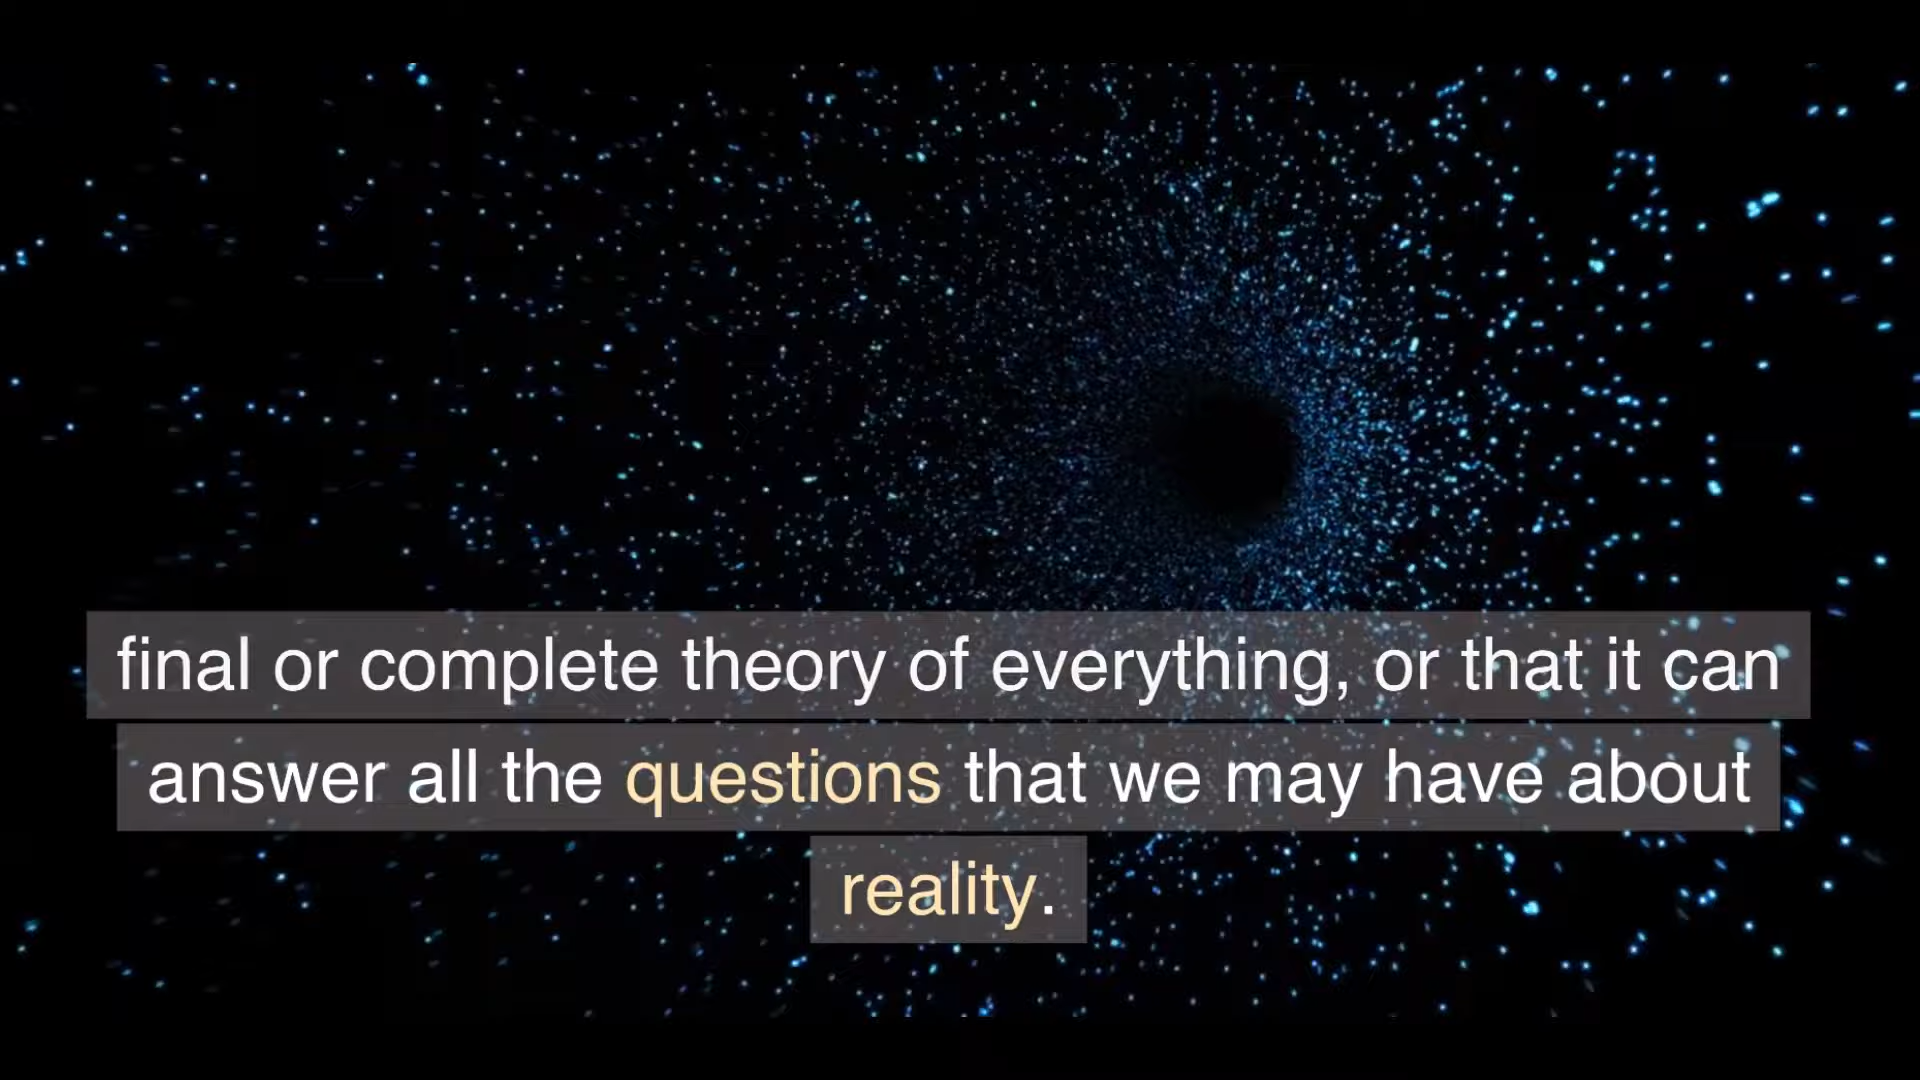 final or complete theory of everything, or that it can
answer all the questions that we may have about
reality.